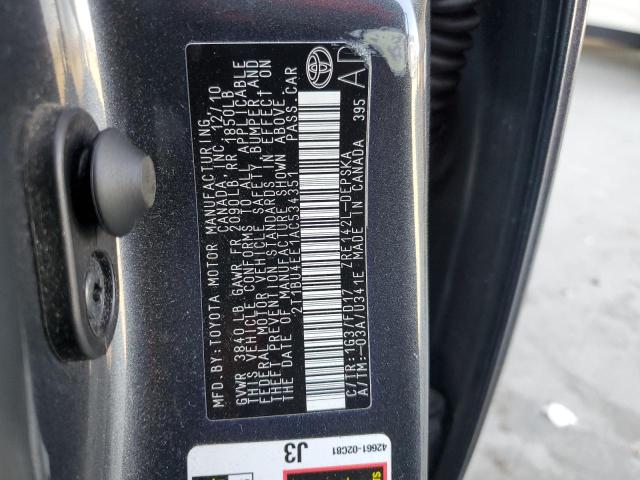 MFD. BY: TOYOTA MOTOR MANUFACTURING
CANADA, INC. 12/10
GVWR 3840 LB GAWR FR 2090LB, RR 1850LB
THIS VEHICLE CONFORMS TO ALL APPLICABLE
FEDERAL MOTOR VEHICLE SAFETY BUMPER AND
THEFT PREVENTION STANDARDS IN EFFECT ON
THE DATE OF MANUFACTURE SHOWN ABOVE
2T1BU4EE1AC534351 PASS. CAR
C/TR:1G3/FD17 ZRE142L-DEPSKA
A/TM:-03A/U341E MADE IN CANADA 395
J3
42661-02C81